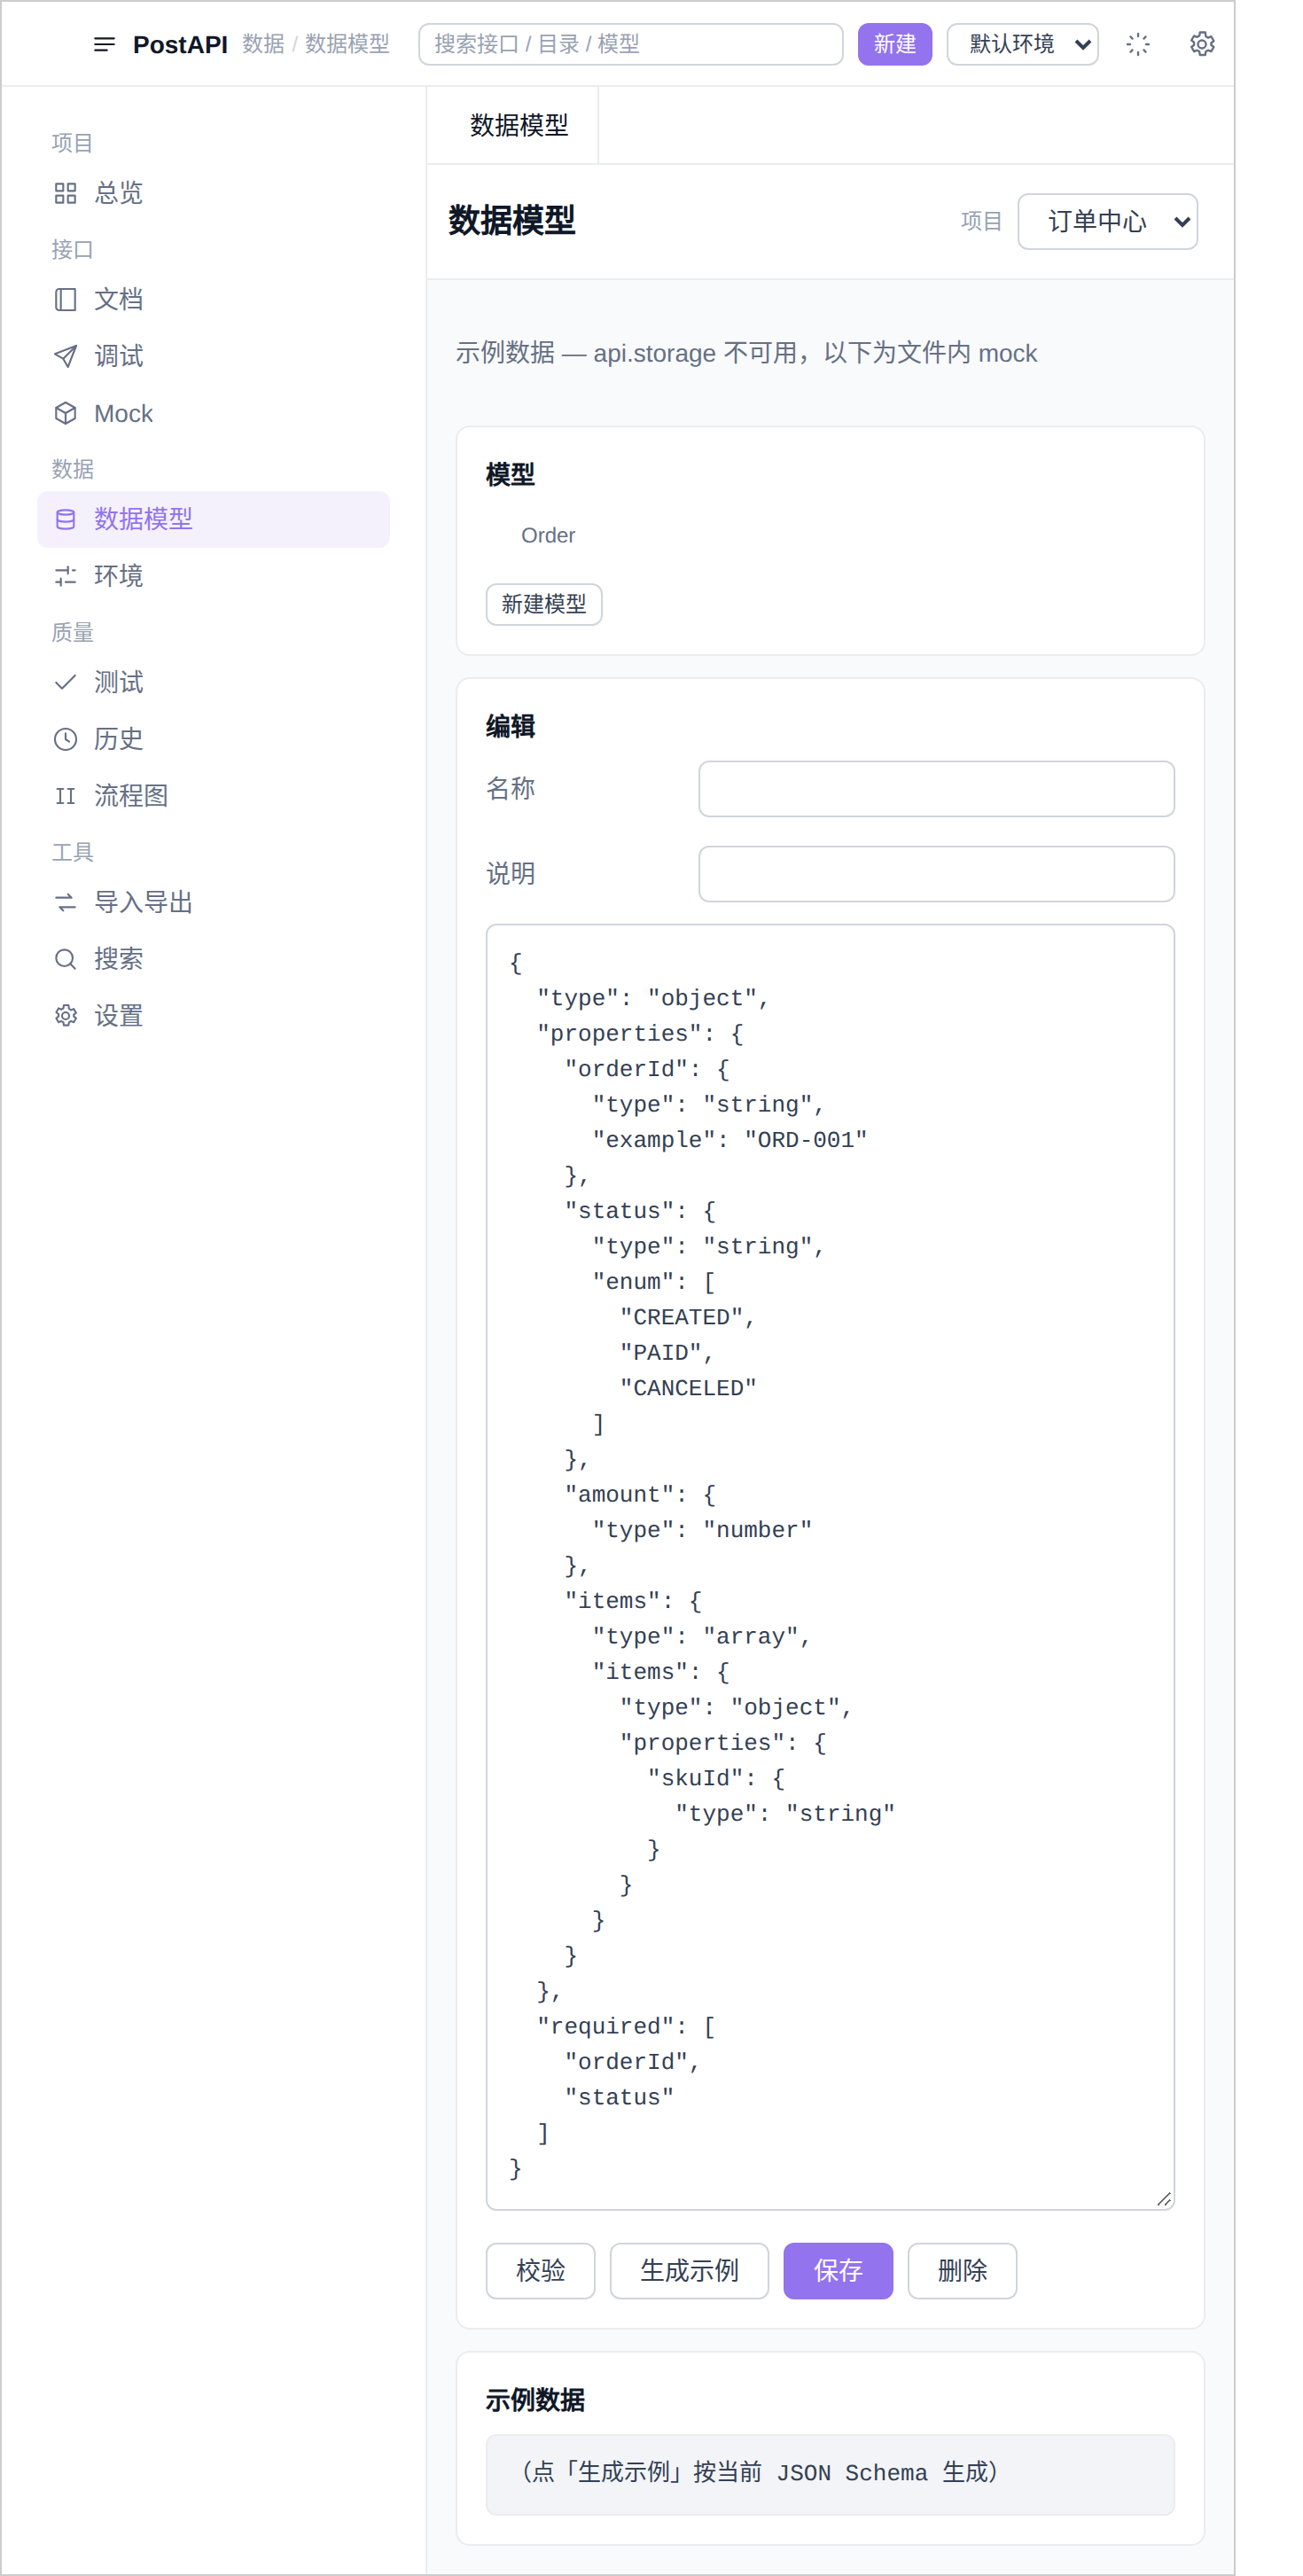 PostAPI 数据 / 数据模型 搜索接口 / 目录 / 模型 新建 默认环境
项目
总览
接口
文档
调试
Mock
数据
数据模型
环境
质量
测试
历史
流程图
工具
导入导出
搜索
设置
数据模型
数据模型 项目 订单中心
示例数据 — api.storage 不可用，以下为文件内 mock
模型
Order
新建模型
编辑
名称
说明
{
  "type": "object",
  "properties": {
    "orderId": {
      "type": "string",
      "example": "ORD-001"
    },
    "status": {
      "type": "string",
      "enum": [
        "CREATED",
        "PAID",
        "CANCELED"
      ]
    },
    "amount": {
      "type": "number"
    },
    "items": {
      "type": "array",
      "items": {
        "type": "object",
        "properties": {
          "skuId": {
            "type": "string"
          }
        }
      }
    }
  },
  "required": [
    "orderId",
    "status"
  ]
}
校验 生成示例 保存 删除
示例数据
（点「生成示例」按当前 JSON Schema 生成）